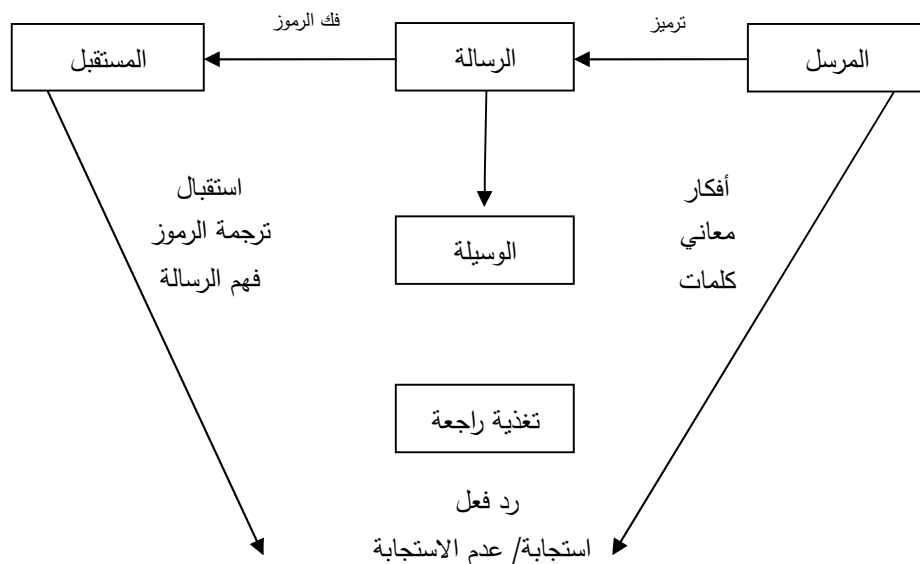 ترميز
فك الرموز
المرسل
الرسالة
المستقبل
أفكار
معاني
كلمات
الوسيلة
استقبال
ترجمة الرموز
فهم الرسالة
تغذية راجعة
رد فعل
استجابة/ عدم الاستجابة